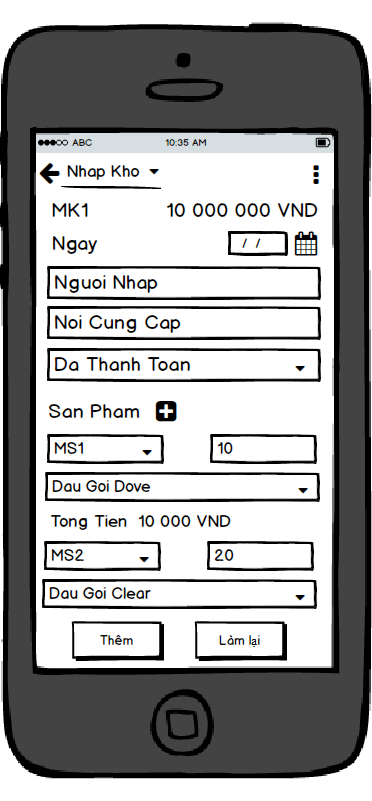 ABC 10:35 AM
Nhap Kho
MK1 10 000 000 VND
Ngay / /
Nguoi Nhap
Noi Cung Cap
Da Thanh Toan
San Pham
MS1 10
Dau Goi Dove
Tong Tien 10 000 VND
MS2 20
Dau Goi Clear
Thêm Làm lại